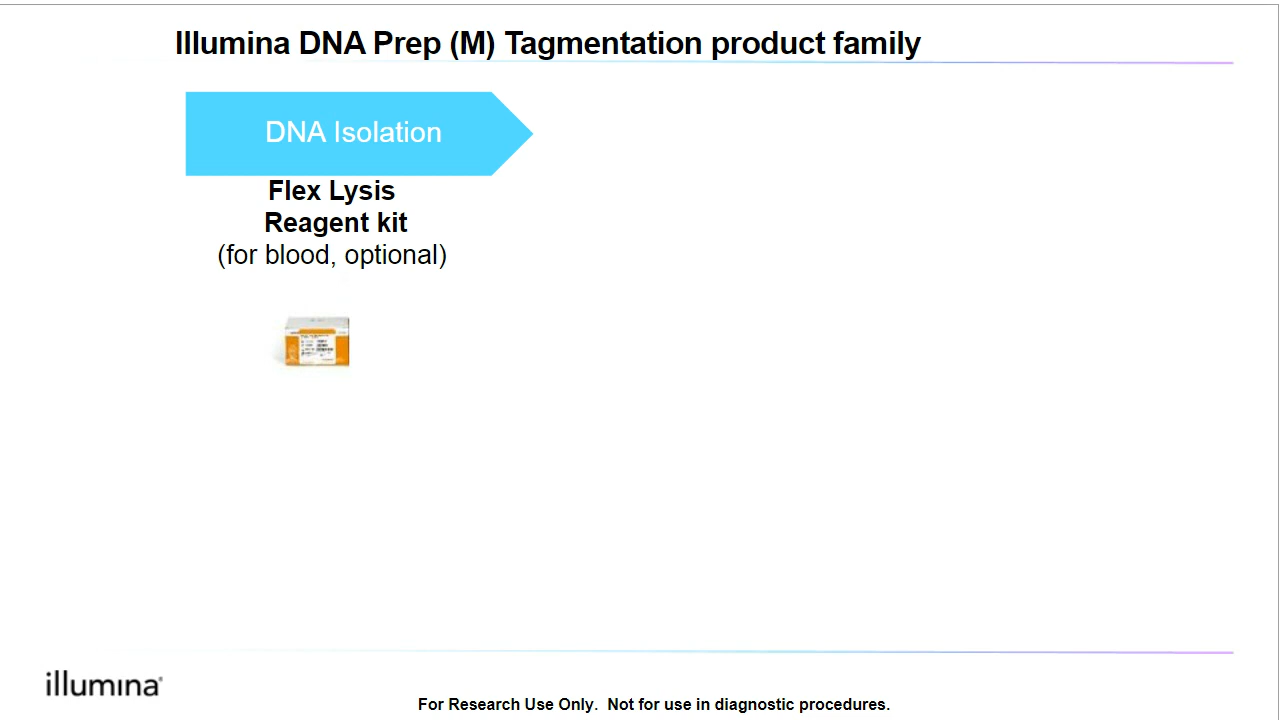 Illumina DNA Prep (M) Tagmentation product family
DNA Isolation
Flex Lysis
Reagent kit
(for blood, optional)
illumina®
For Research Use Only. Not for use in diagnostic procedures.